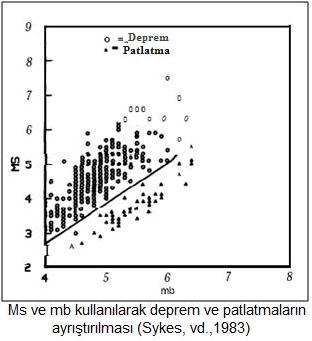 9
8
o = Deprem
▲ " Patlatma
7
6
MS
5
4
3
2
4 5 6 7 8
mb
Ms ve mb kullanılarak deprem ve patlatmaların
ayrıştırılması (Sykes, vd.,1983)